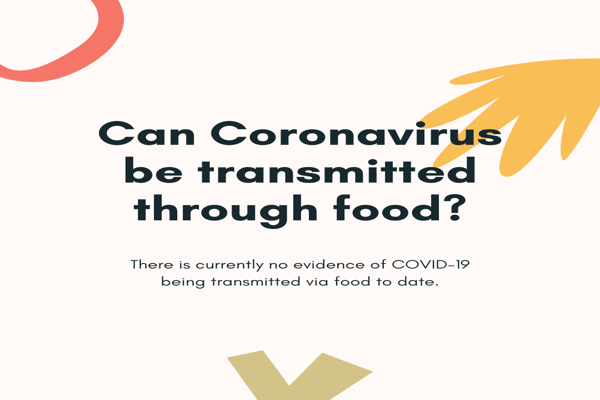 Can Coronavirus
be transmitted
through food?
There is currently no evidence of COVID-19
being transmitted via food to date.